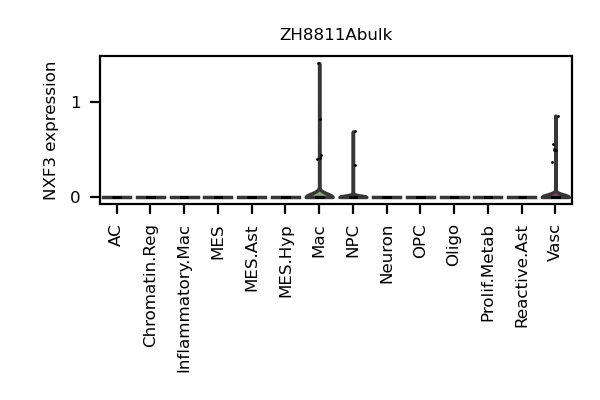 ZH8811Abulk
NXF3 expression
1
0
AC
Chromatin.Reg
Inflammatory.Mac
MES
MES.Ast
MES.Hyp
Mac
NPC
Neuron
OPC
Oligo
Prolif.Metab
Reactive.Ast
Vasc